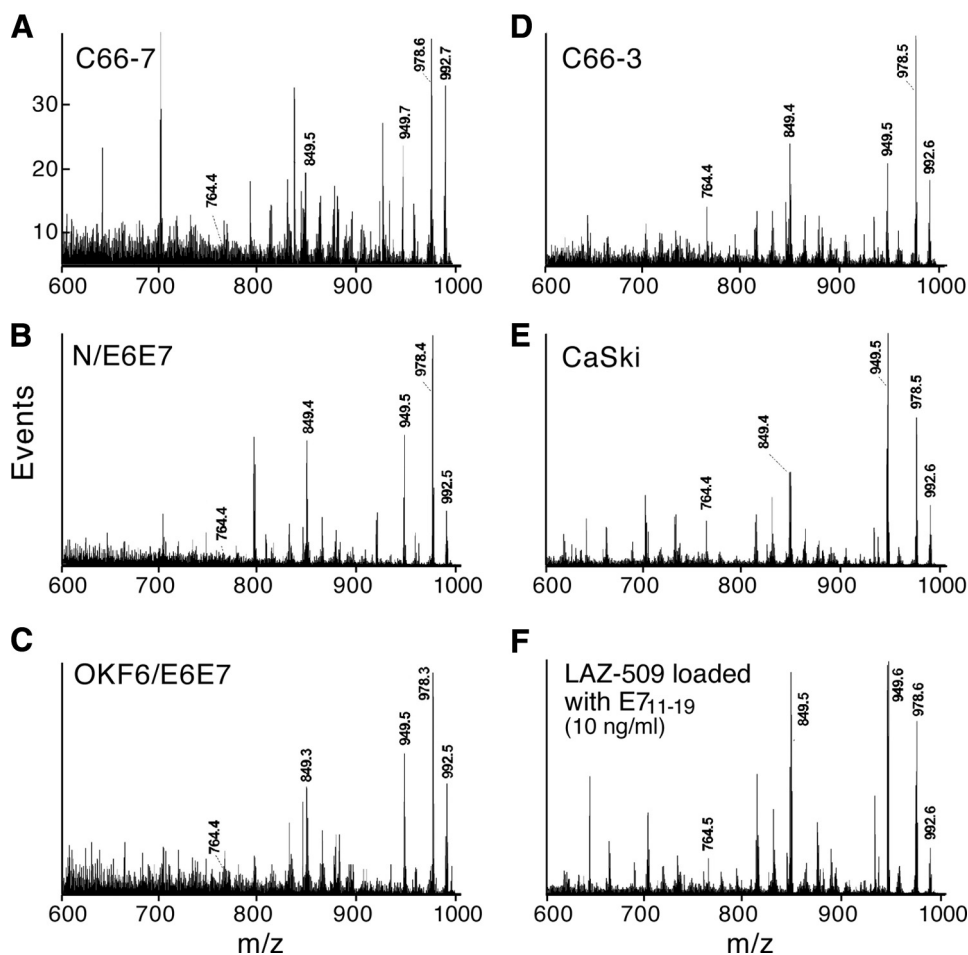 A
C66-7
30
20
10
764.4
849.5
949.7
978.6
992.7
600 700 800 900 1000
D
C66-3
764.4
849.4
949.5
978.5
992.6
600 700 800 900 1000
B
N/E6E7
Events
764.4
849.4
949.5
978.4
992.5
600 700 800 900 1000
E
CaSki
764.4
849.4
949.5
978.5
992.6
600 700 800 900 1000
C
OKF6/E6E7
764.4
849.3
949.5
978.3
992.5
600 700 800 900 1000
m/z
F
LAZ-509 loaded
with E7₁₁₋₁₉
(10 ng/ml)
764.5
849.5
949.6
978.6
992.6
600 700 800 900 1000
m/z